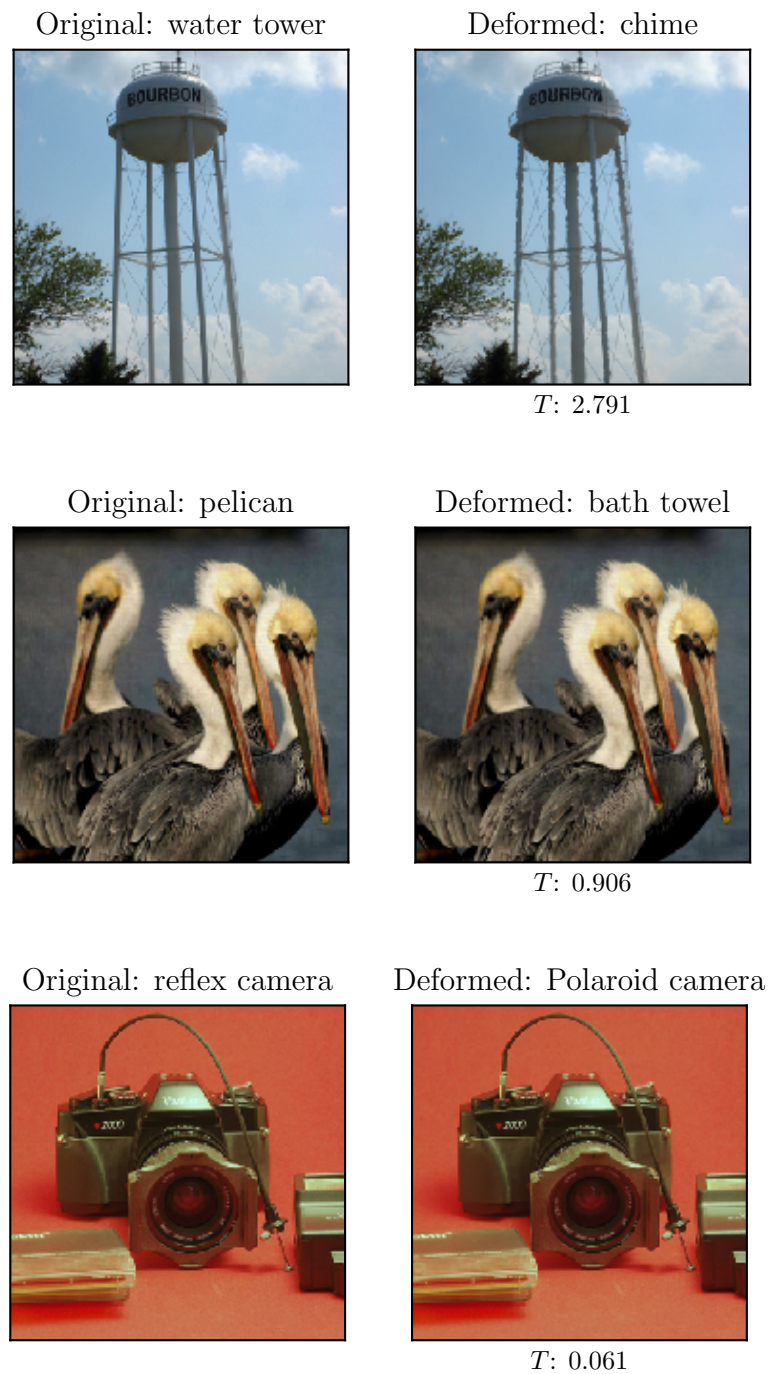 Original: water tower
Deformed: chime
BOURBON
BOURBON
T: 2.791
Original: pelican
Deformed: bath towel
T: 0.906
Original: reflex camera
Deformed: Polaroid camera
2000
2000
T: 0.061